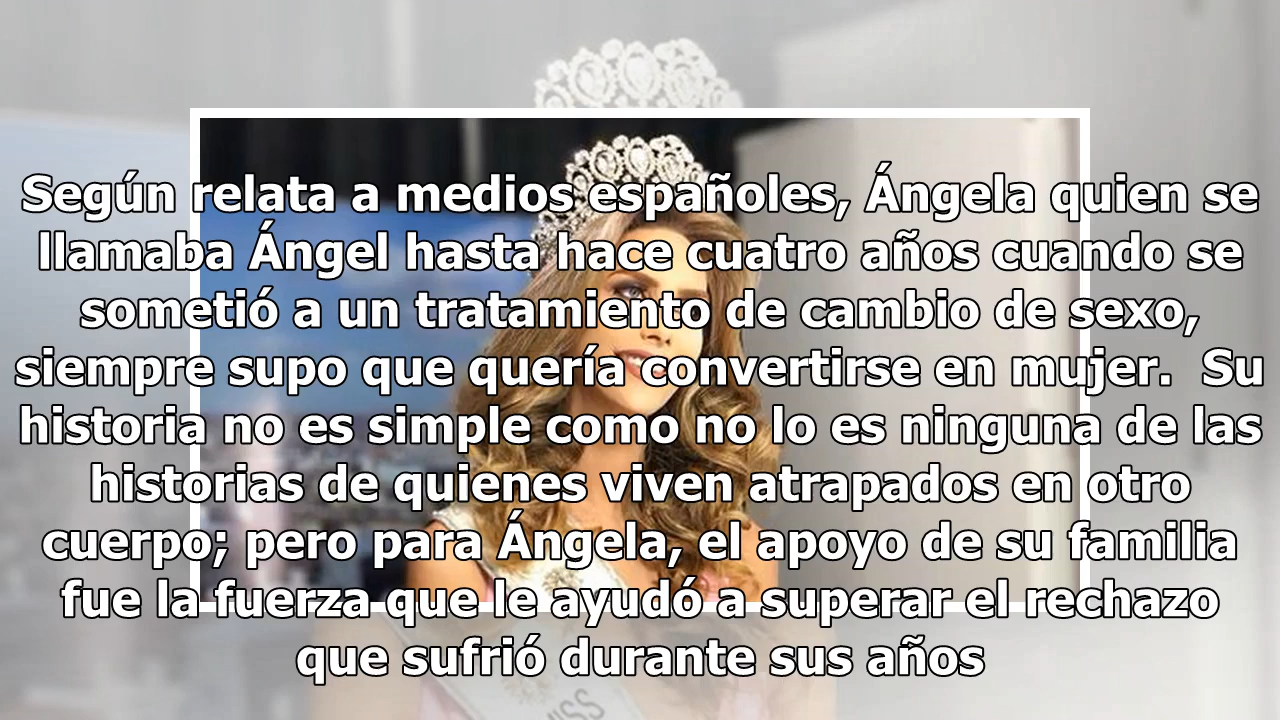 Según relata a medios españoles, Ángela quien se
llamaba Ángel hasta hace cuatro años cuando se
sometió a un tratamiento de cambio de sexo,
siempre supo que quería convertirse en mujer.  Su
historia no es simple como no lo es ninguna de las
historias de quienes viven atrapados en otro
cuerpo; pero para Ángela, el apoyo de su familia
fue la fuerza que le ayudó a superar el rechazo
que sufrió durante sus años
MISS